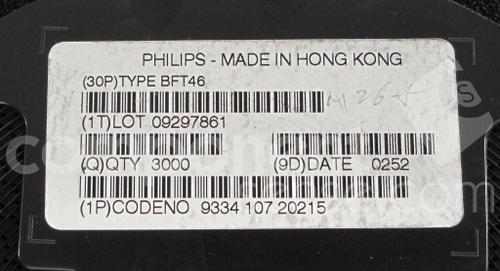 PHILIPS - MADE IN HONG KONG
(30P)TYPE BFT46
(1T)LOT 09297861
(Q)QTY 3000 (9D)DATE 0252
(1P)CODENO 9334 107 20215